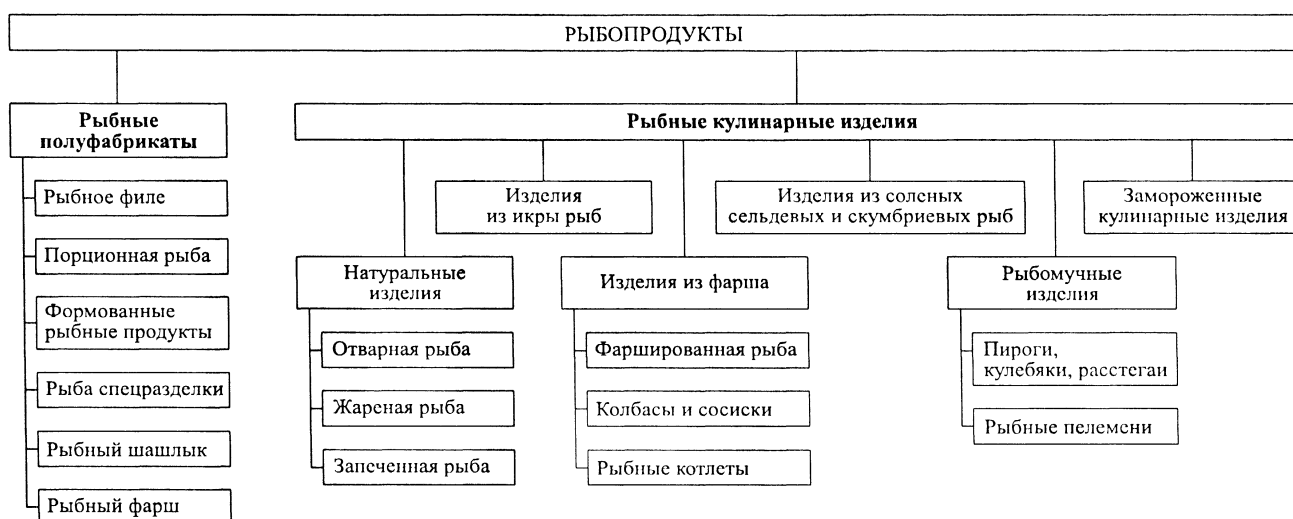 РЫБОПРОДУКТЫ
Рыбные
полуфабрикаты
Рыбное филе
Порционная рыба
Формованные
рыбные продукты
Рыба спецразделки
Рыбный шашлык
Рыбный фарш
Рыбные кулинарные изделия
Изделия
из икры рыб
Изделия из соленых
сельдевых и скумбриевых рыб
Замороженные
кулинарные изделия
Натуральные
изделия
Отварная рыба
Жареная рыба
Запеченная рыба
Изделия из фарша
Фаршированная рыба
Колбасы и сосиски
Рыбные котлеты
Рыбомучные
изделия
Пироги,
кулебяки, расстегаи
Рыбные пелемени